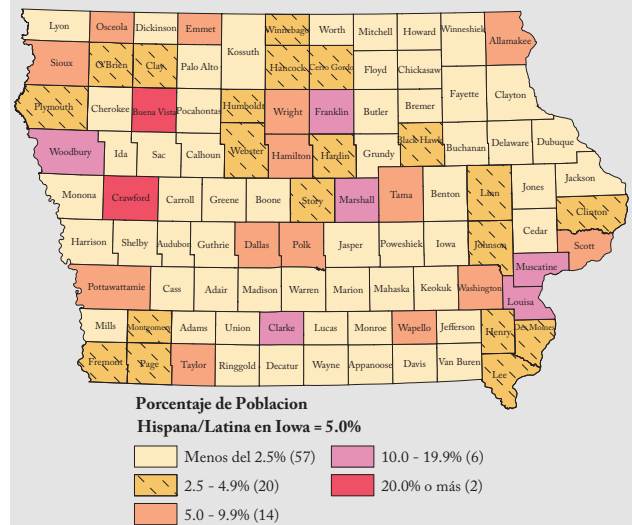 Lyon Osceola Dickinson Emmet Winnebago Worth Mitchell Howard Winneshiek Allamakee
Kossuth
Sioux O'Brien Clay Palo Alto Hancock Cerro Gordo Floyd Chickasaw
Fayette Clayton
Plymouth Cherokee Buena Vista Pocahontas Humboldt Wright Franklin Butler Bremer
Woodbury Ida Sac Calhoun Webster Hamilton Hardin Grundy Black Hawk Buchanan Delaware Dubuque
Monona Crawford Carroll Greene Boone Story Marshall Tama Benton Linn Jones Jackson
Clinton
Harrison Shelby Audubon Guthrie Dallas Polk Jasper Poweshiek Iowa Johnson Cedar Scott
Muscatine
Pottawattamie Cass Adair Madison Warren Marion Mahaska Keokuk Washington Louisa
Mills Montgomery Adams Union Clarke Lucas Monroe Wapello Jefferson Henry Des Moines
Fremont Page Taylor Ringgold Decatur Wayne Appanoose Davis Van Buren Lee
Porcentaje de Poblacion
Hispana/Latina en Iowa = 5.0%
Menos del 2.5% (57)
2.5 - 4.9% (20)
5.0 - 9.9% (14)
10.0 - 19.9% (6)
20.0% o más (2)